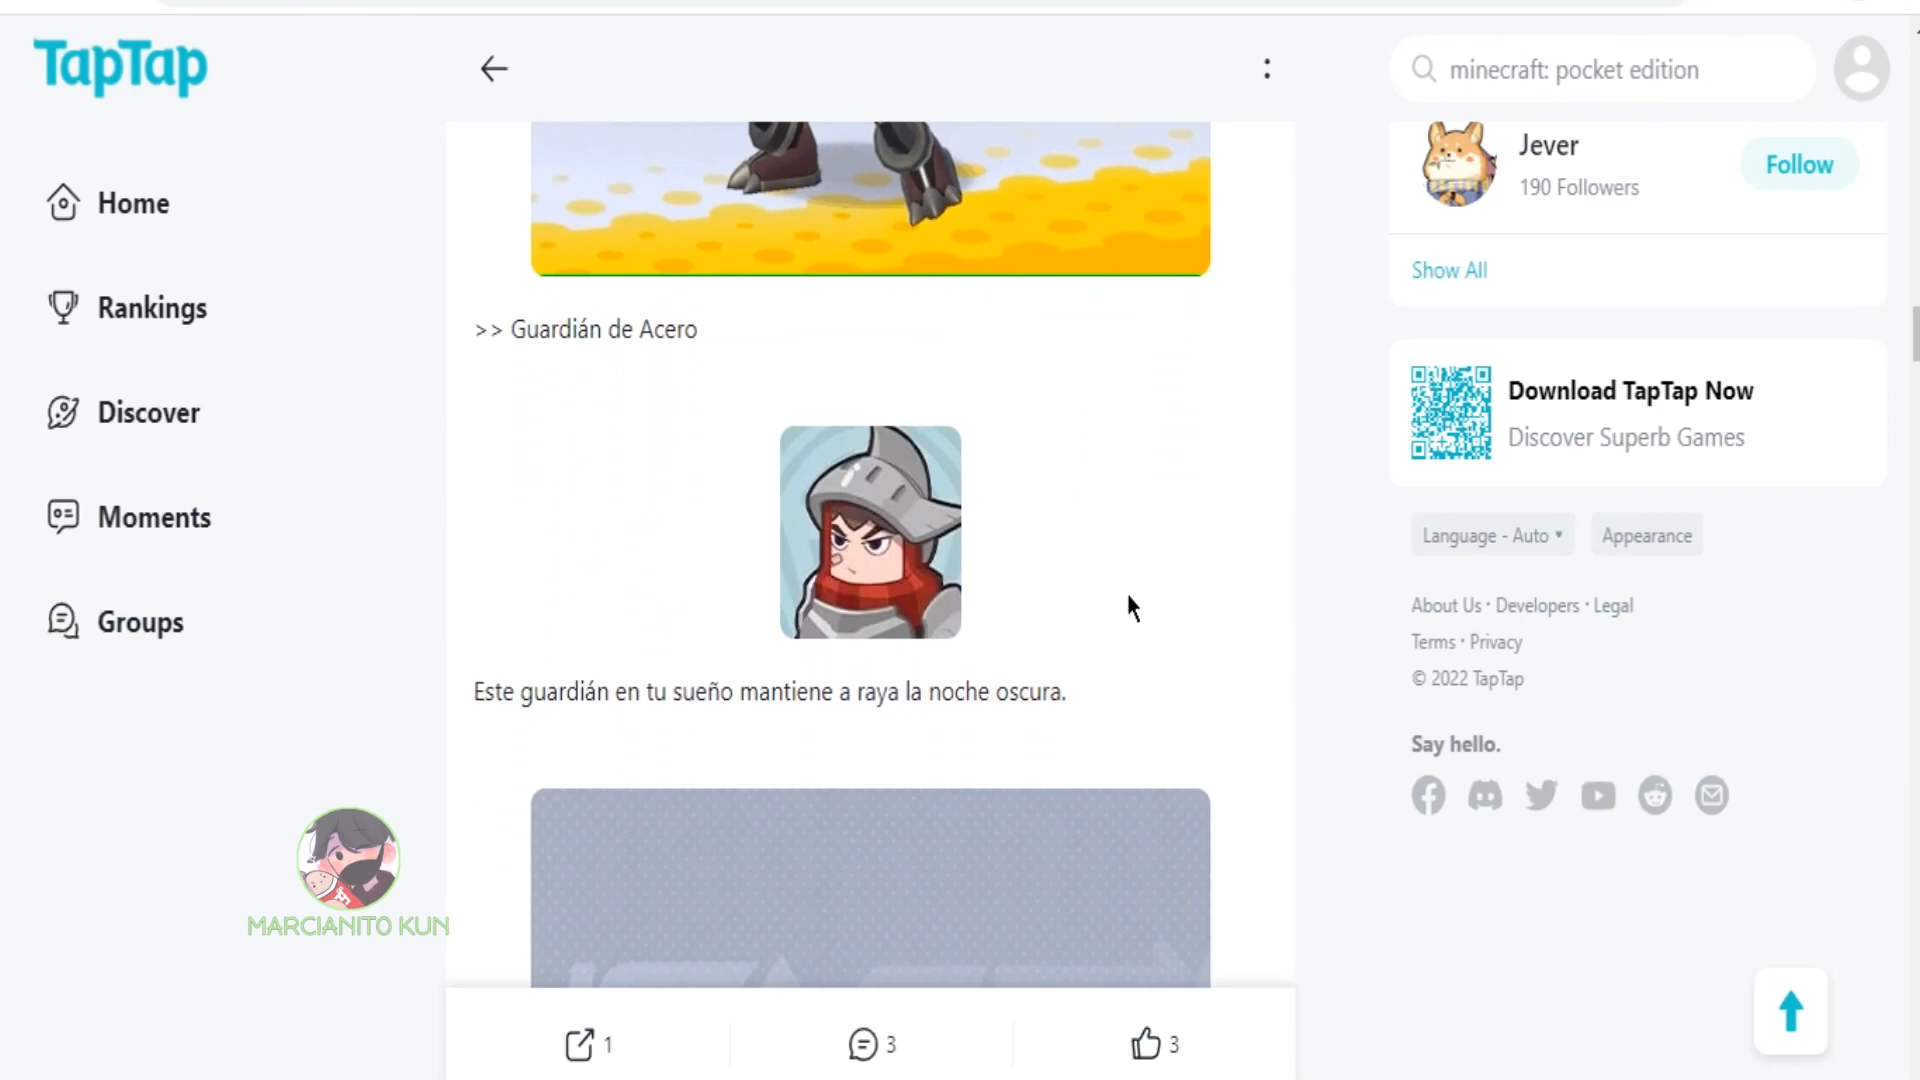 TapTap
minecraft: pocket edition
Home
Rankings
Discover
Moments
Groups
Jever
190 Followers
Follow
Show All
>> Guardián de Acero
Download TapTap Now
Discover Superb Games
Language - Auto
Appearance
About Us · Developers · Legal
Terms · Privacy
© 2022 TapTap
Este guardián en tu sueño mantiene a raya la noche oscura.
Say hello.
MARCIANITO KUN
1
3
3